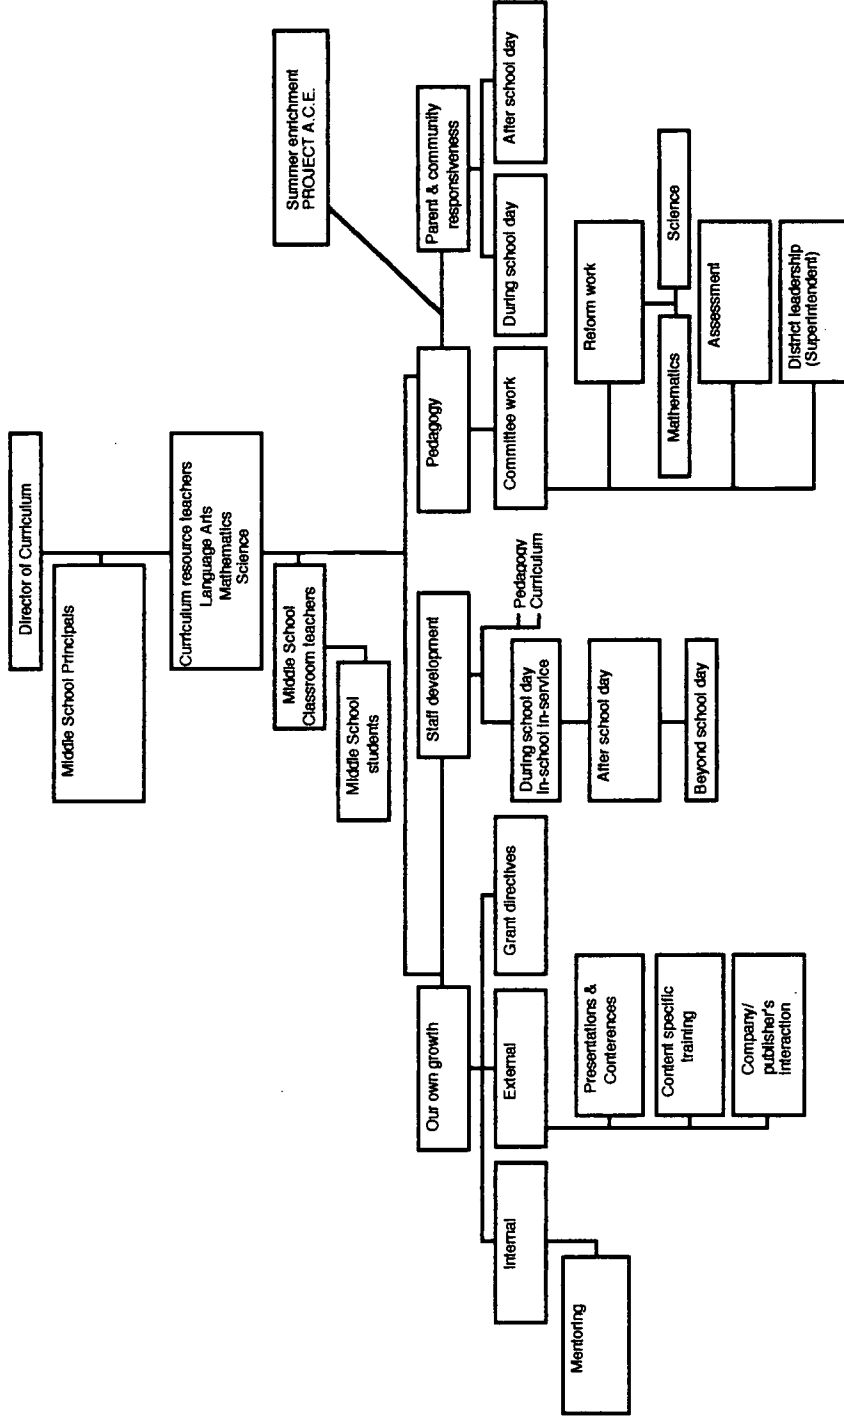 Director of Curriculum
Middle School Principals
Curriculum resource teachers
Language Arts
Mathematics
Science
Middle School
Classroom teachers
Middle School
students
Summer enrichment
PROJECT A.C.E.
Our own growth
Staff development
Pedagogy
Parent & community
responsiveness
Internal
External
Grant directives
During school day
In-school in-service
Pedagogy
Curriculum
Committee work
During school day
After school day
Mentoring
Presentations &
Conferences
Content specific
training
Company/
publisher's
interaction
After school day
Beyond school day
Reform work
Mathematics
Science
Assessment
District leadership
(Superintendent)